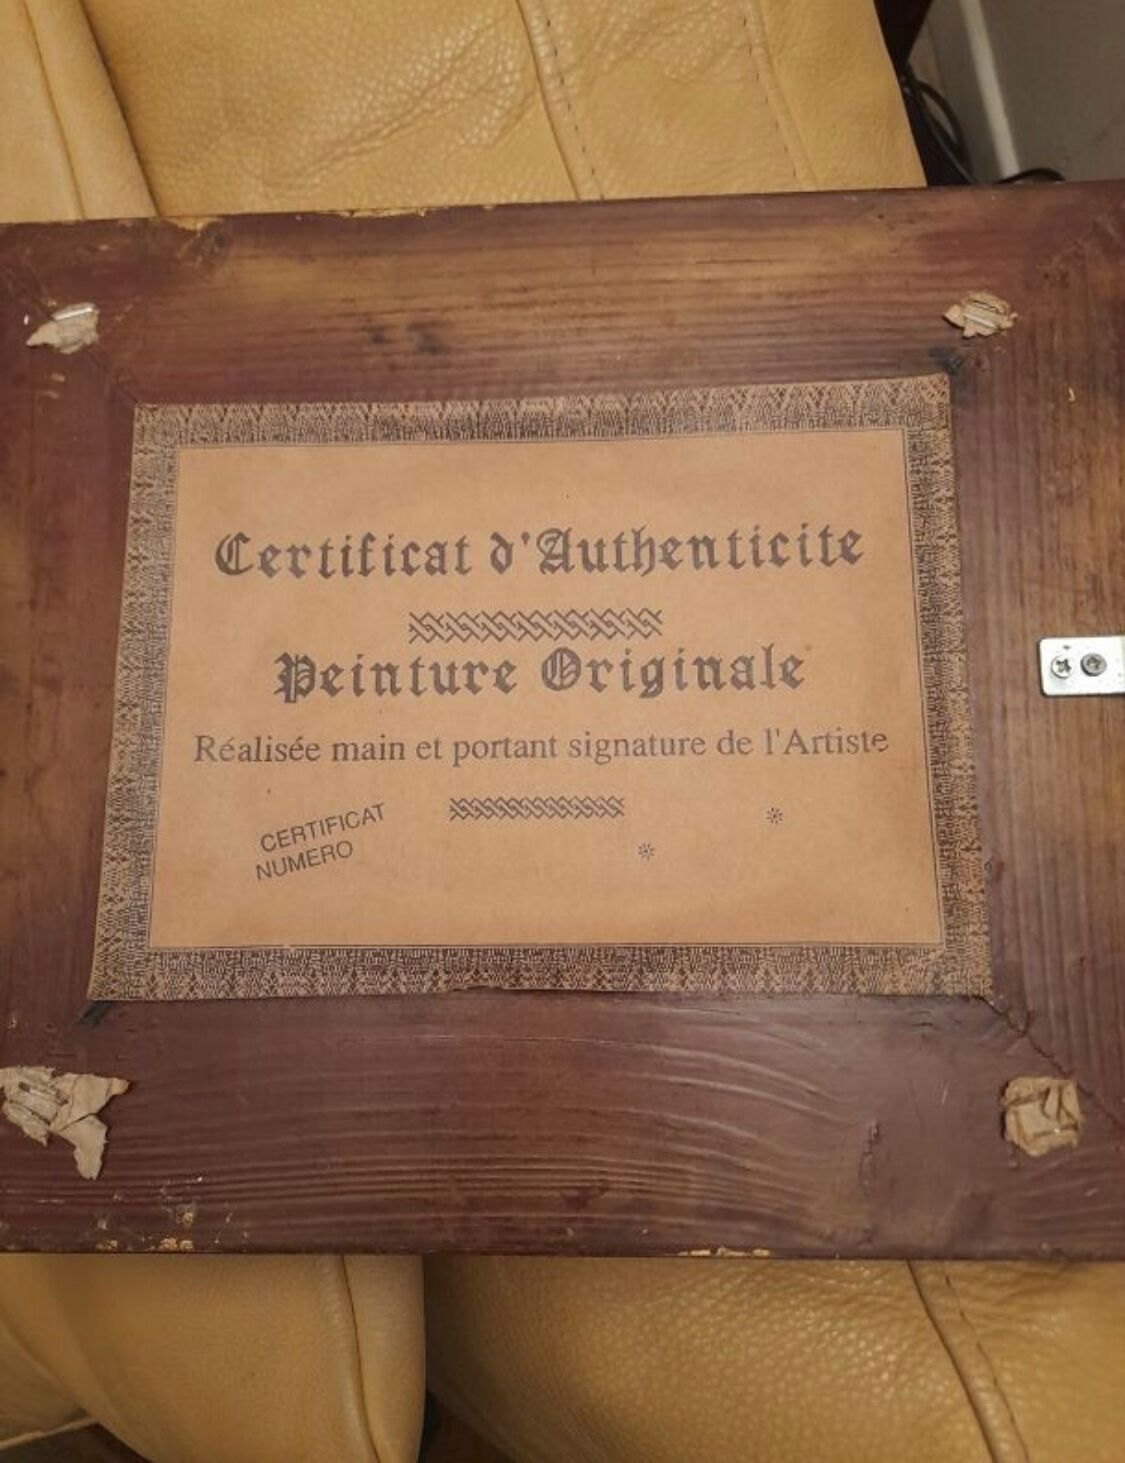 Certificat d'Authenticite
Peinture Originale
Réalisée main et portant signature de l'Artiste
CERTIFICAT
NUMERO